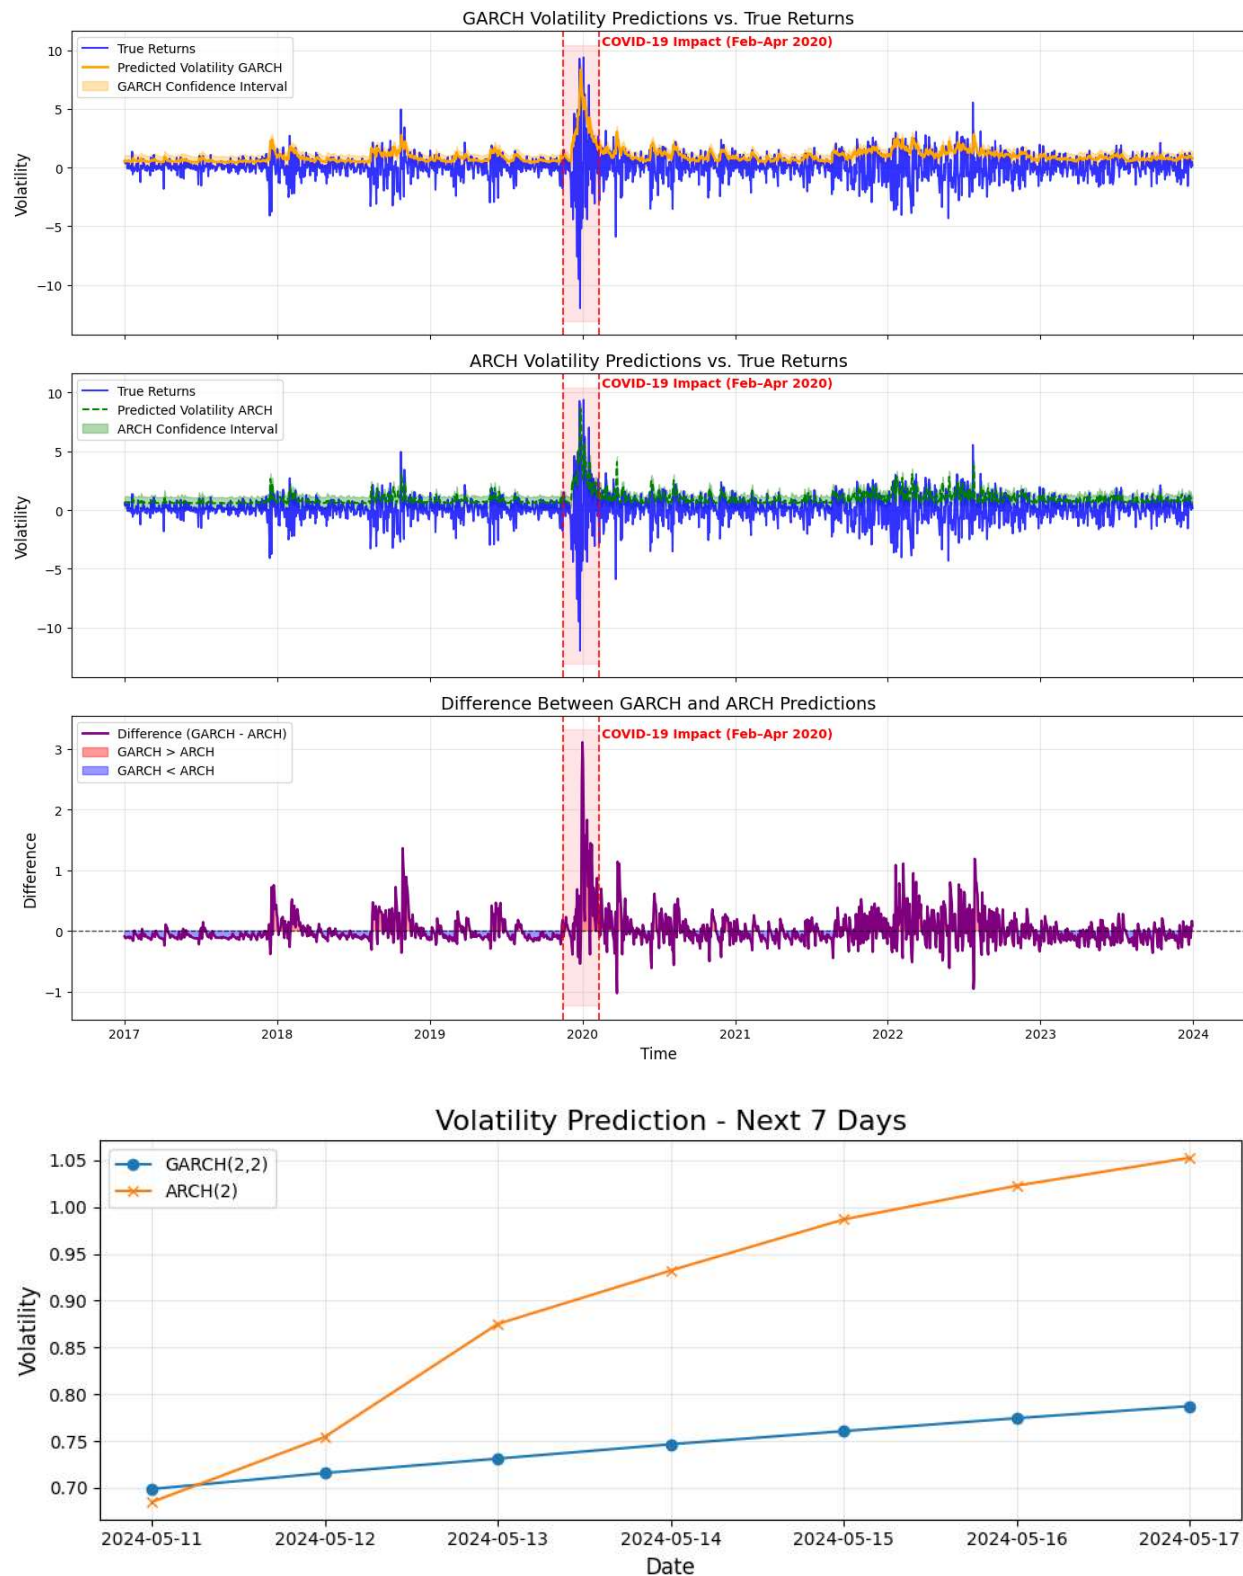 GARCH Volatility Predictions vs. True Returns
COVID-19 Impact (Feb–Apr 2020)
True Returns
Predicted Volatility GARCH
GARCH Confidence Interval
10
5
0
−5
−10
Volatility
ARCH Volatility Predictions vs. True Returns
COVID-19 Impact (Feb–Apr 2020)
True Returns
Predicted Volatility ARCH
ARCH Confidence Interval
10
5
0
−5
−10
Volatility
Difference Between GARCH and ARCH Predictions
COVID-19 Impact (Feb–Apr 2020)
Difference (GARCH - ARCH)
GARCH > ARCH
GARCH < ARCH
3
2
1
0
−1
Difference
2017 2018 2019 2020 2021 2022 2023 2024
Time
Volatility Prediction - Next 7 Days
GARCH(2,2)
ARCH(2)
1.05
1.00
0.95
0.90
0.85
0.80
0.75
0.70
Volatility
2024-05-11 2024-05-12 2024-05-13 2024-05-14 2024-05-15 2024-05-16 2024-05-17
Date